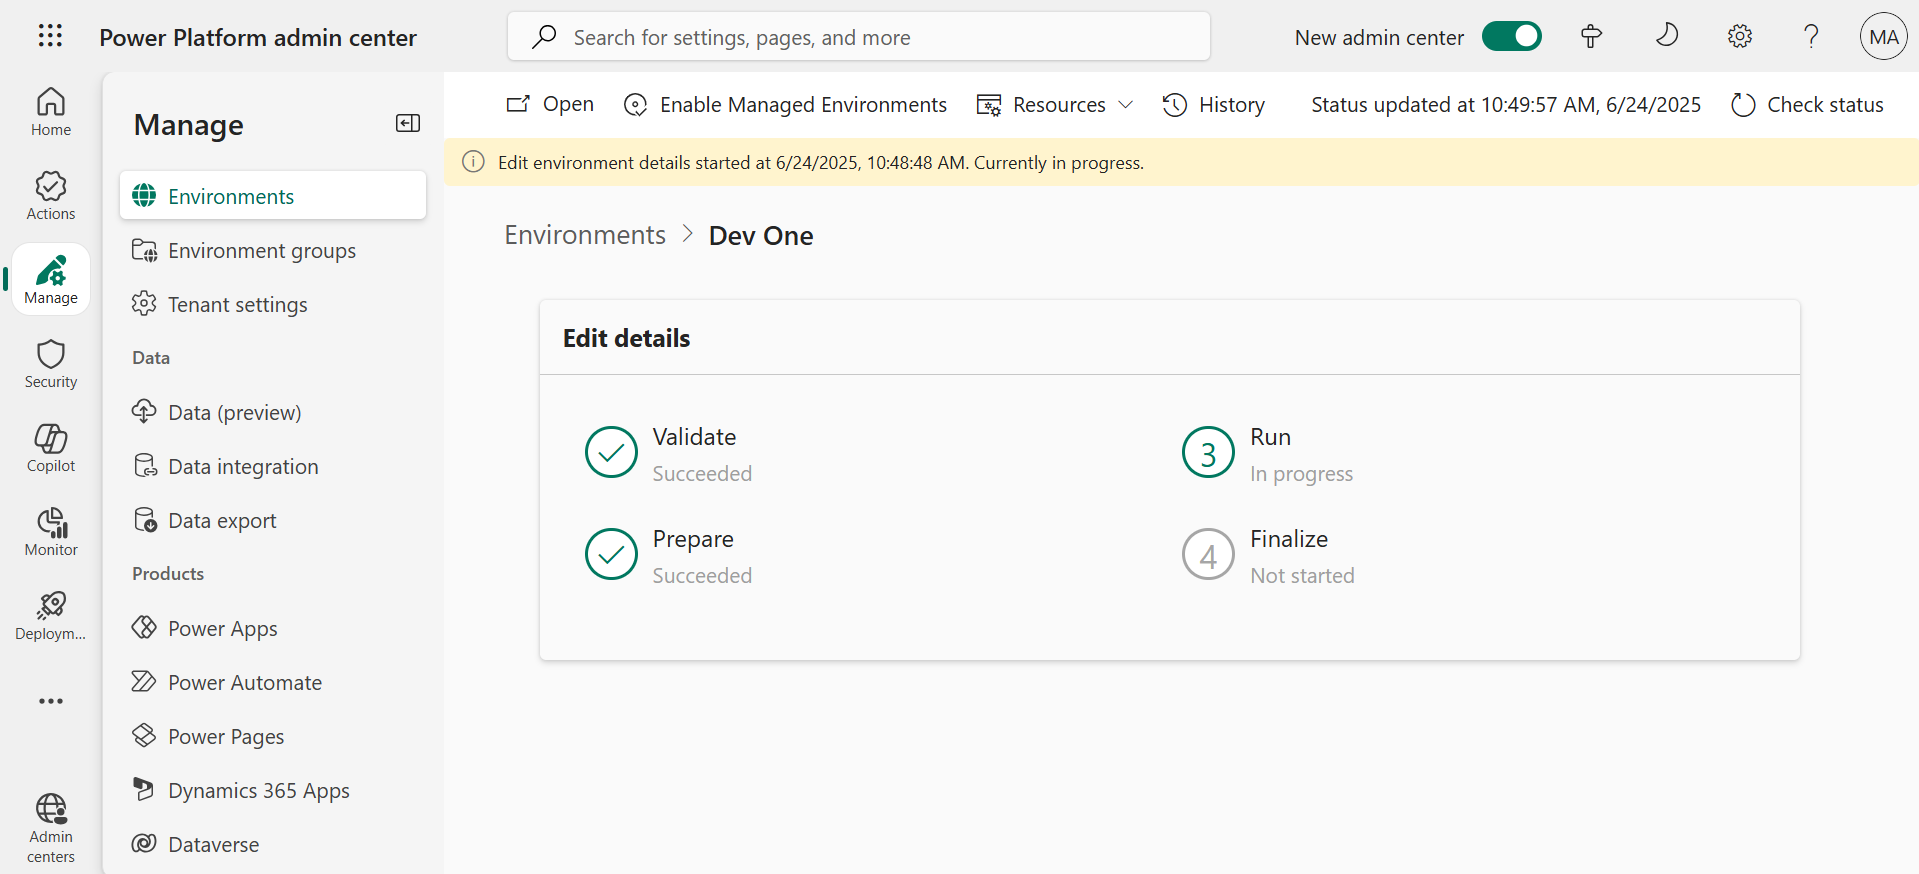 Power Platform admin center
Search for settings, pages, and more
New admin center
MA
Home
Actions
Manage
Security
Copilot
Monitor
Deploym...
Admin
centers
Manage
Environments
Environment groups
Tenant settings
Data
Data (preview)
Data integration
Data export
Products
Power Apps
Power Automate
Power Pages
Dynamics 365 Apps
Dataverse
Open
Enable Managed Environments
Resources
History
Status updated at 10:49:57 AM, 6/24/2025
Check status
Edit environment details started at 6/24/2025, 10:48:48 AM. Currently in progress.
Environments > Dev One
Edit details
Validate
Succeeded
Prepare
Succeeded
3 Run
In progress
4 Finalize
Not started